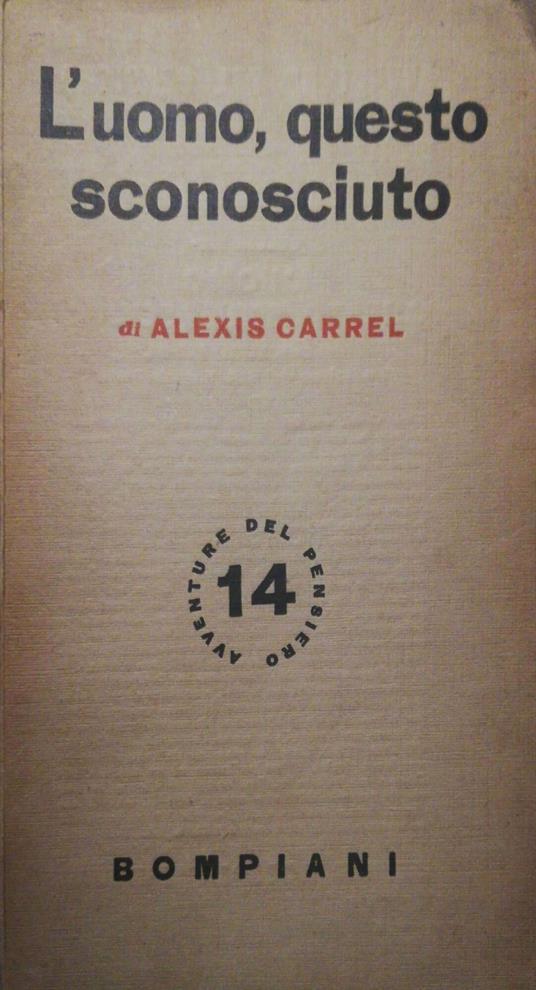 L'uomo, questo
sconosciuto
di ALEXIS CARREL
AVVENTURE DEL PENSIERO
14
BOMPIANI